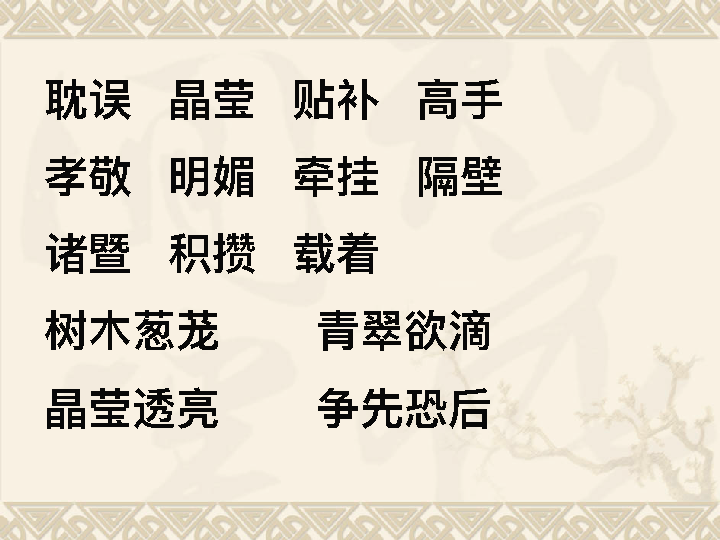 耽误 晶莹 贴补 高手
孝敬 明媚 牵挂 隔壁
诸暨 积攒 载着
树木葱茏 青翠欲滴
晶莹透亮 争先恐后